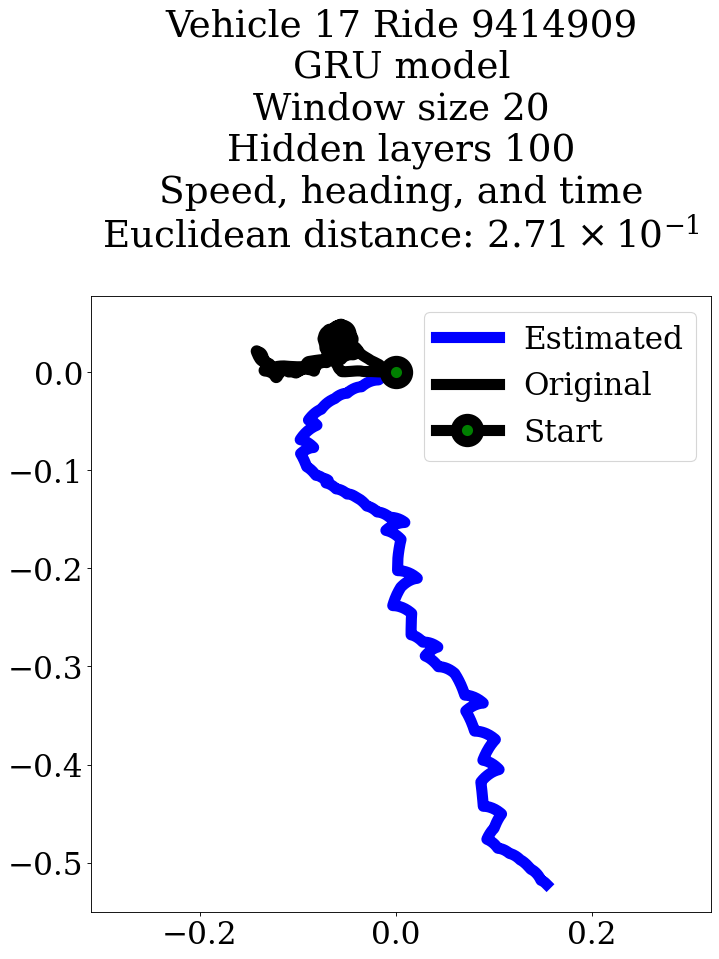 Vehicle 17 Ride 9414909
GRU model
Window size 20
Hidden layers 100
Speed, heading, and time
Euclidean distance: 2.71 × 10⁻¹
Estimated
Original
Start
0.0
−0.1
−0.2
−0.3
−0.4
−0.5
−0.2
0.0
0.2